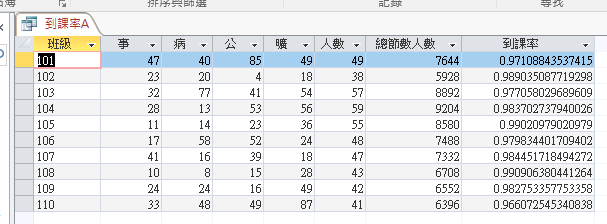 排序與篩選 記錄 尋找
到課率A
班級 事 病 公 曠 人數 總節數人數 到課率
101 47 40 85 49 49 7644 0.97108843537415
102 23 20 4 18 38 5928 0.989035087719298
103 32 77 41 54 57 8892 0.977058029689609
104 28 13 53 56 59 9204 0.983702737940026
105 11 14 23 36 55 8580 0.99020979020979
106 17 58 52 24 48 7488 0.979834401709402
107 41 16 39 18 47 7332 0.984451718494272
108 10 8 15 28 43 6708 0.990906380441264
109 24 24 16 49 42 6552 0.982753357753358
110 33 48 49 87 41 6396 0.966072545340838